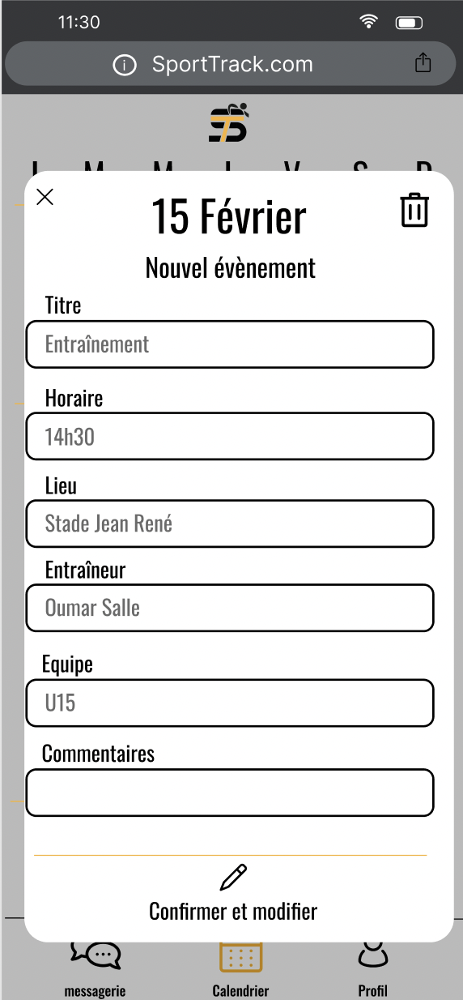 11:30
SportTrack.com
L M M J V S D
15 Février
Nouvel évènement
Titre
Entraînement
Horaire
14h30
Lieu
Stade Jean René
Entraîneur
Oumar Salle
Equipe
U15
Commentaires
Confirmer et modifier
messagerie Calendrier Profil